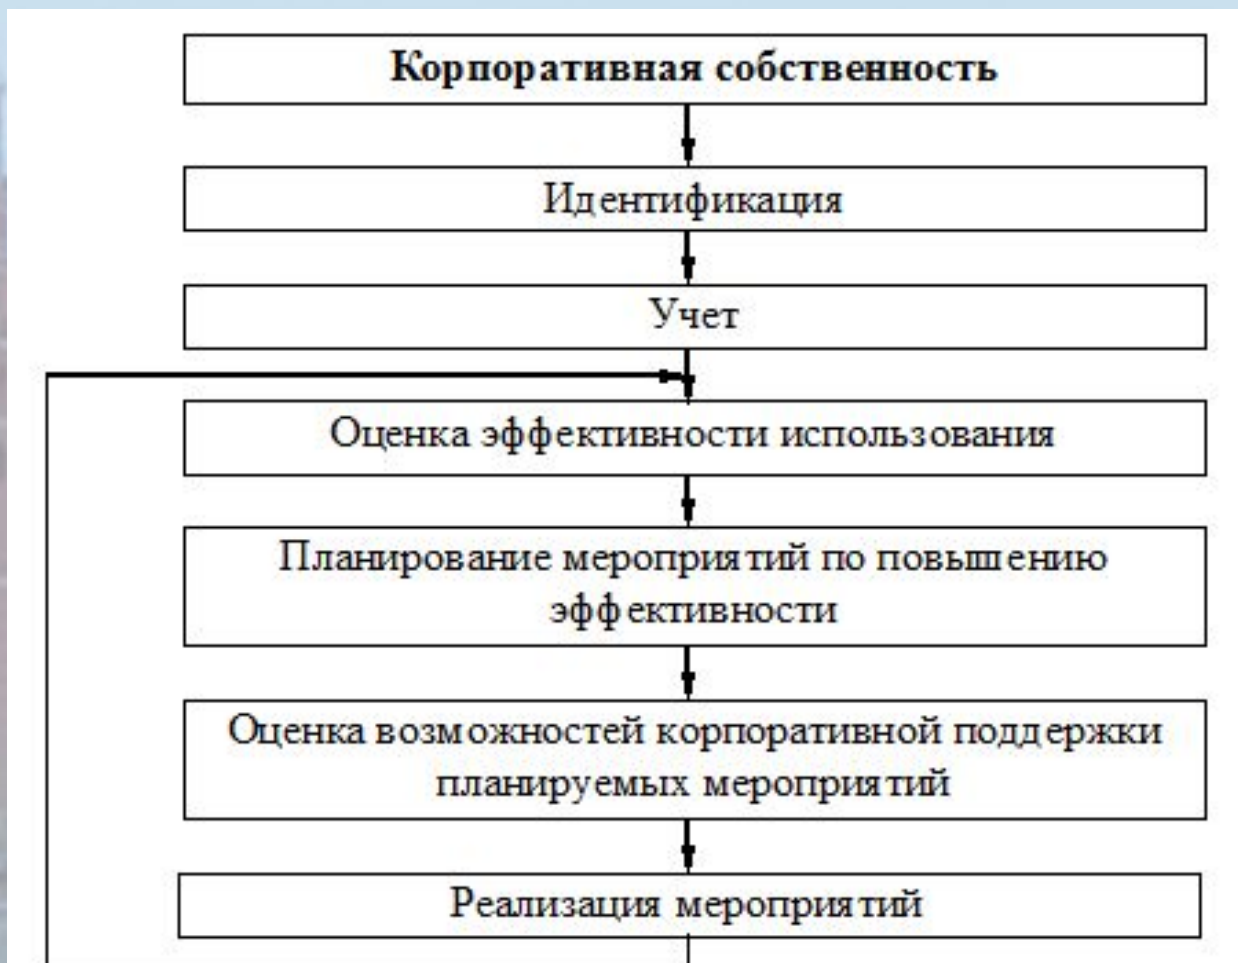 Корпоративная собственность
Идентификация
Учет
Оценка эффективности использования
Планирование мероприятий по повышению
эффективности
Оценка возможностей корпоративной поддержки
планируемых мероприятий
Реализация мероприятий